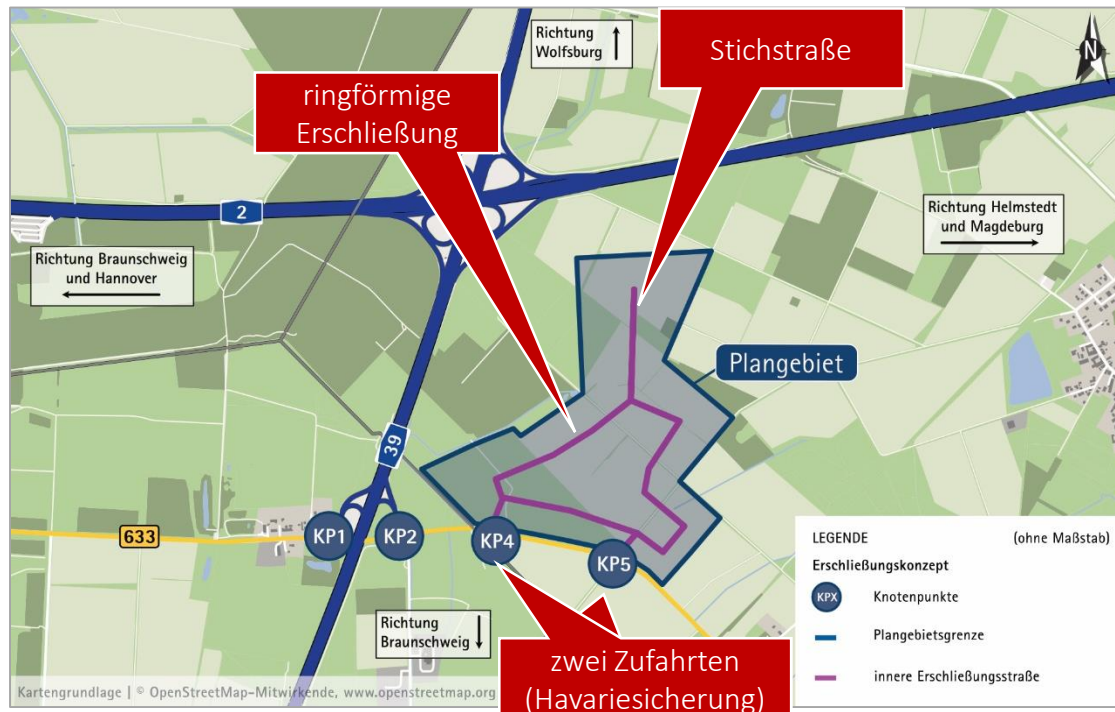 Richtung
Wolfsburg
Stichstraße
N
ringförmige
Erschließung
2
Richtung Helmstedt
und Magdeburg
Richtung Braunschweig
und Hannover
Plangebiet
39
633
KP1
KP2
KP4
KP5
Richtung
Braunschweig
zwei Zufahrten
(Havariesicherung)
LEGENDE
(ohne Maßstab)
Erschließungskonzept
KPX
Knotenpunkte
Plangebietsgrenze
innere Erschließungsstraße
Kartengrundlage | © OpenStreetMap-Mitwirkende, www.openstreetmap.org